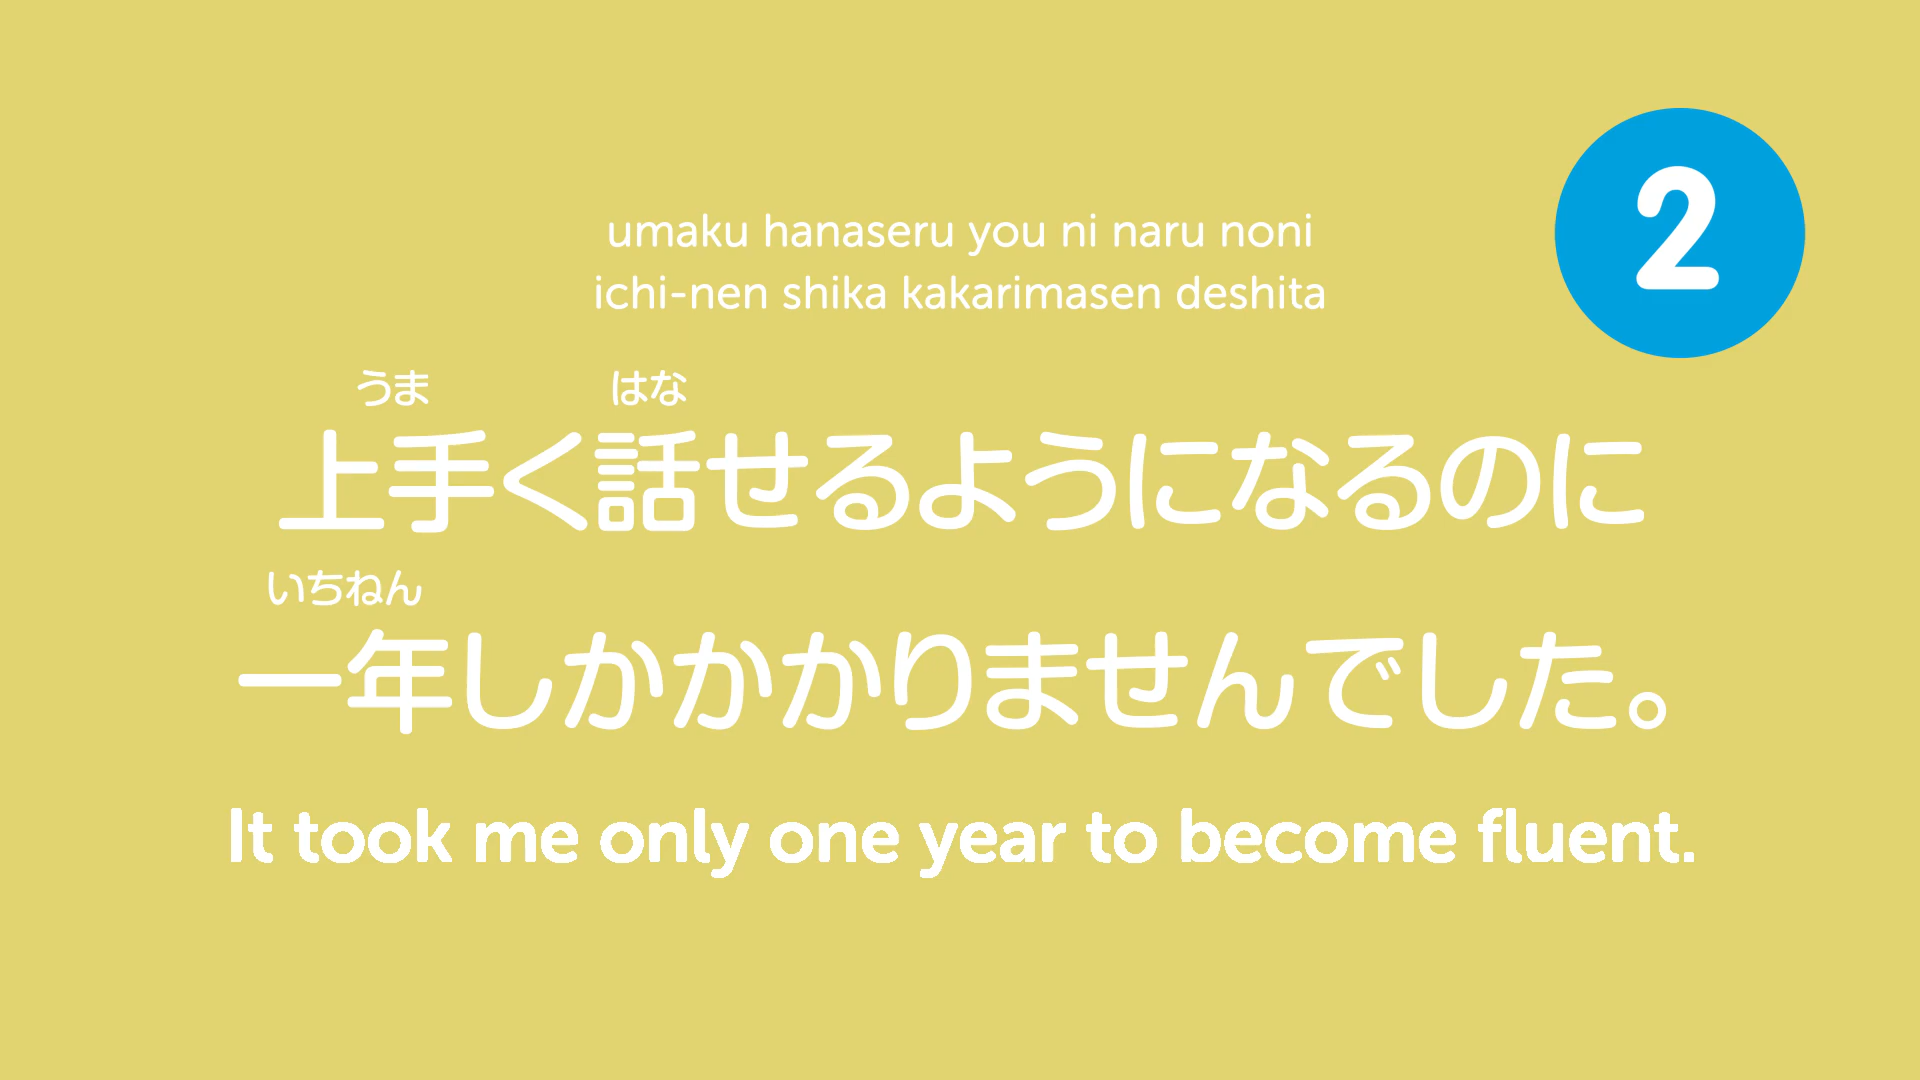 2
umaku hanaseru you ni naru noni
ichi-nen shika kakarimasen deshita
うま はな
上手く話せるようになるのに
いちねん
一年しかかかりませんでした。
It took me only one year to become fluent.